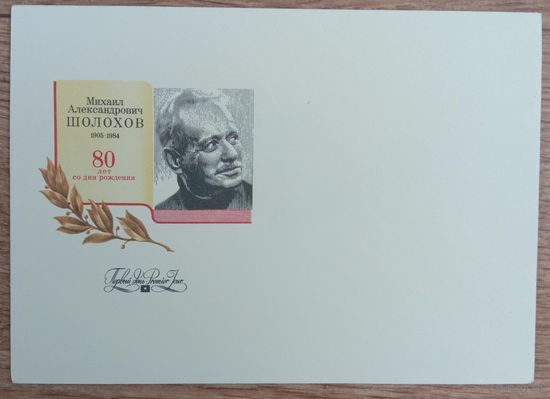 Михаил
Александрович
ШОЛОХОВ
1905-1984
80
лет
со дня рождения
Первый день Premier Jour